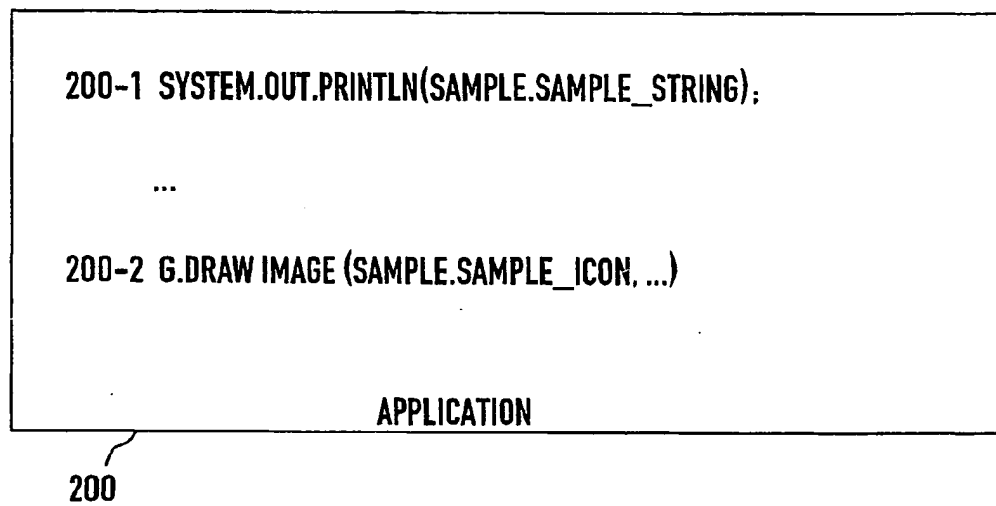 200-1 SYSTEM.OUT.PRINTLN(SAMPLE.SAMPLE_STRING);
...
200-2 G.DRAW IMAGE (SAMPLE.SAMPLE_ICON, ...)
APPLICATION
200